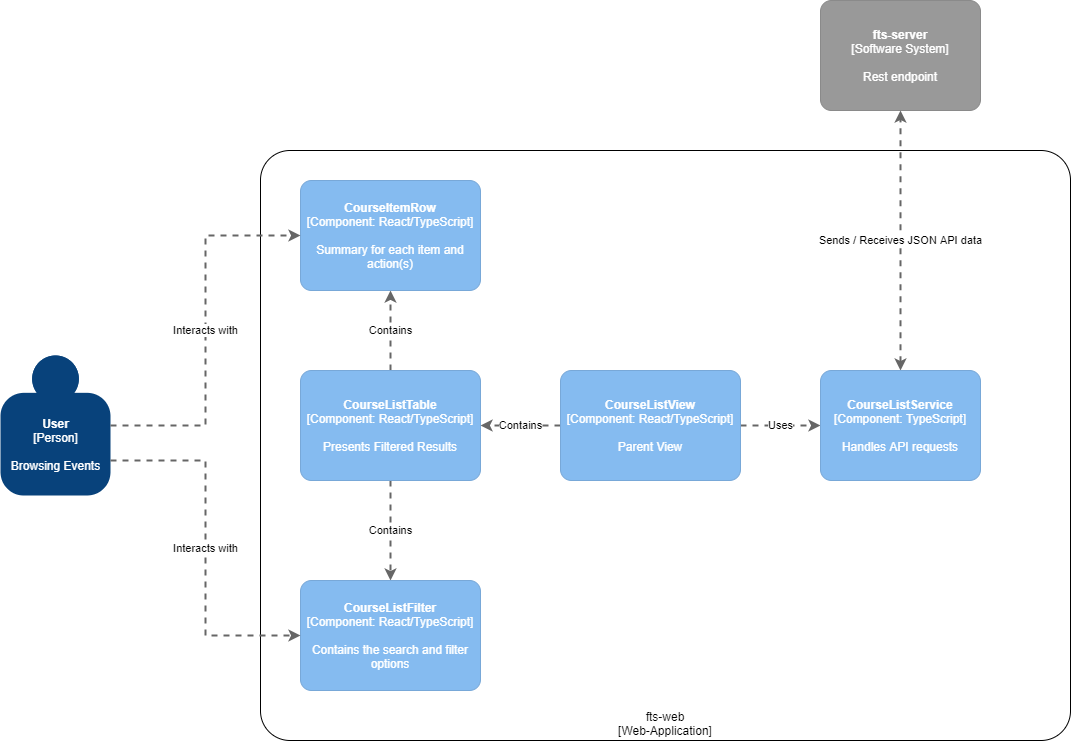 fts-server
[Software System]
Rest endpoint
CourseItemRow
[Component: React/TypeScript]
Summary for each item and
action(s)
Sends / Receives JSON API data
Interacts with
Contains
User
[Person]
Browsing Events
CourseListTable
[Component: React/TypeScript]
Presents Filtered Results
Contains
CourseListView
[Component: React/TypeScript]
Parent View
Uses
CourseListService
[Component: TypeScript]
Handles API requests
Contains
Interacts with
CourseListFilter
[Component: React/TypeScript]
Contains the search and filter
options
fts-web
[Web-Application]